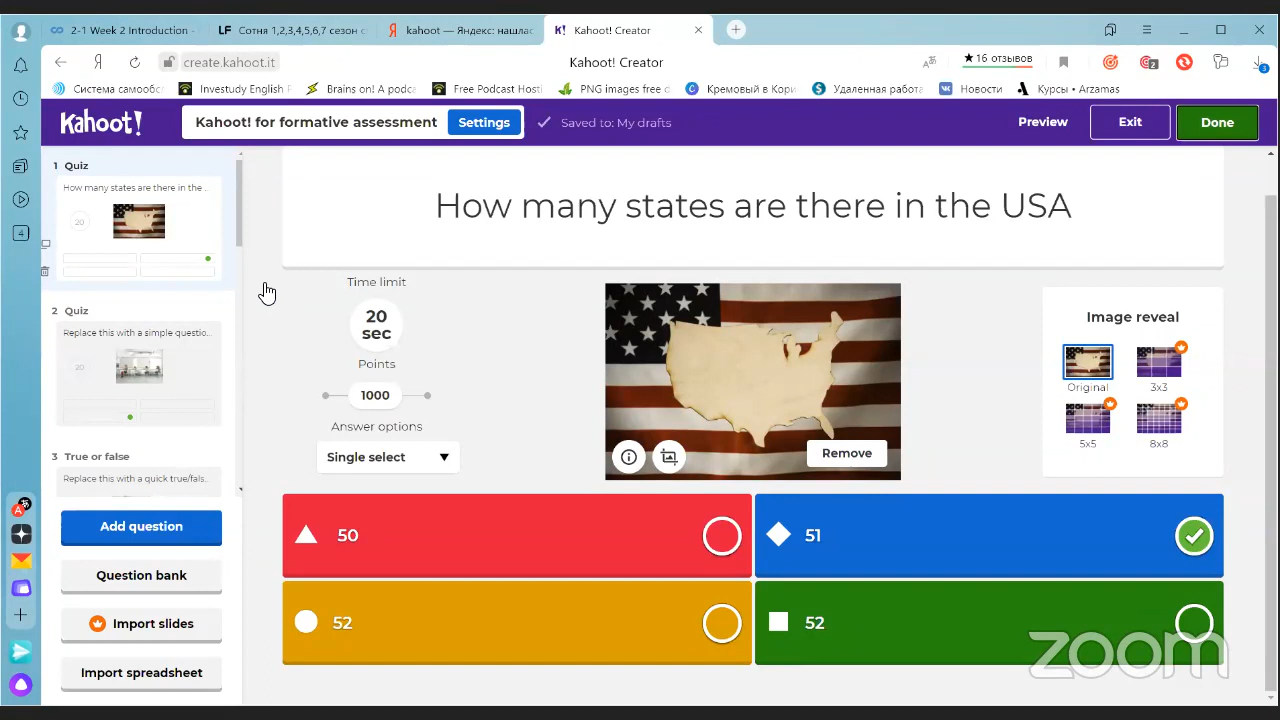 2-1 Week 2 Introduction -
LF Сотня 1,2,3,4,5,6,7 сезон
kahoot — Яндекс: нашлас
K! Kahoot! Creator
create.kahoot.it
Kahoot! Creator
★16 отзывов
2
3
Система самообс
Investudy English
Brains on! A podca
Free Podcast Hosti
PNG images free
Кремовый в Кори
Удаленная работа
Новости
Курсы • Arzamas
Kahoot!
Kahoot! for formative assessment
Settings
Saved to: My drafts
Preview
Exit
Done
1 Quiz
How many states are there in the ...
20
2 Quiz
Replace this with a simple questio...
20
3 True or false
Replace this with a quick true/fals...
4
Add question
Question bank
Import slides
Import spreadsheet
How many states are there in the USA
Time limit
20
sec
Points
1000
Answer options
Single select
Remove
Image reveal
Original
3x3
5x5
8x8
50
51
52
52
zoom